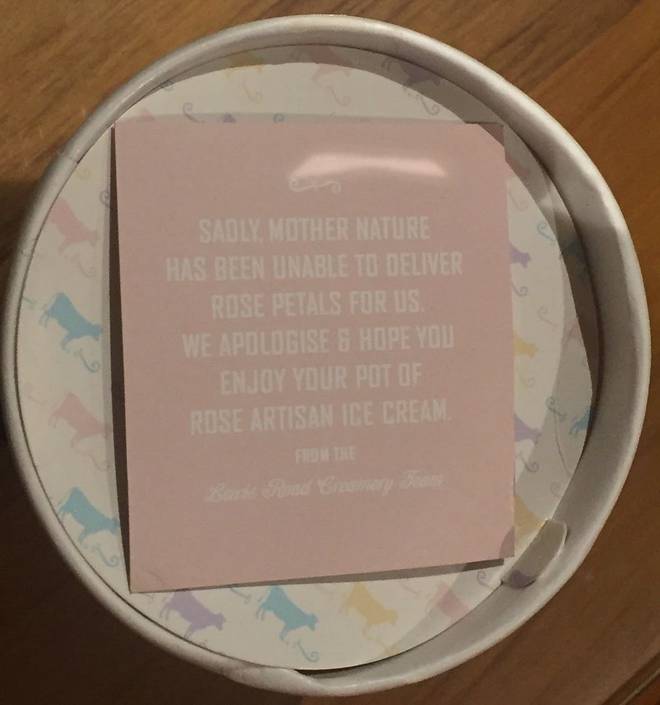 SADLY, MOTHER NATURE
HAS BEEN UNABLE TO DELIVER
ROSE PETALS FOR US.
WE APOLOGISE & HOPE YOU
ENJOY YOUR POT OF
ROSE ARTISAN ICE CREAM.
FROM THE
Road Creamery Team